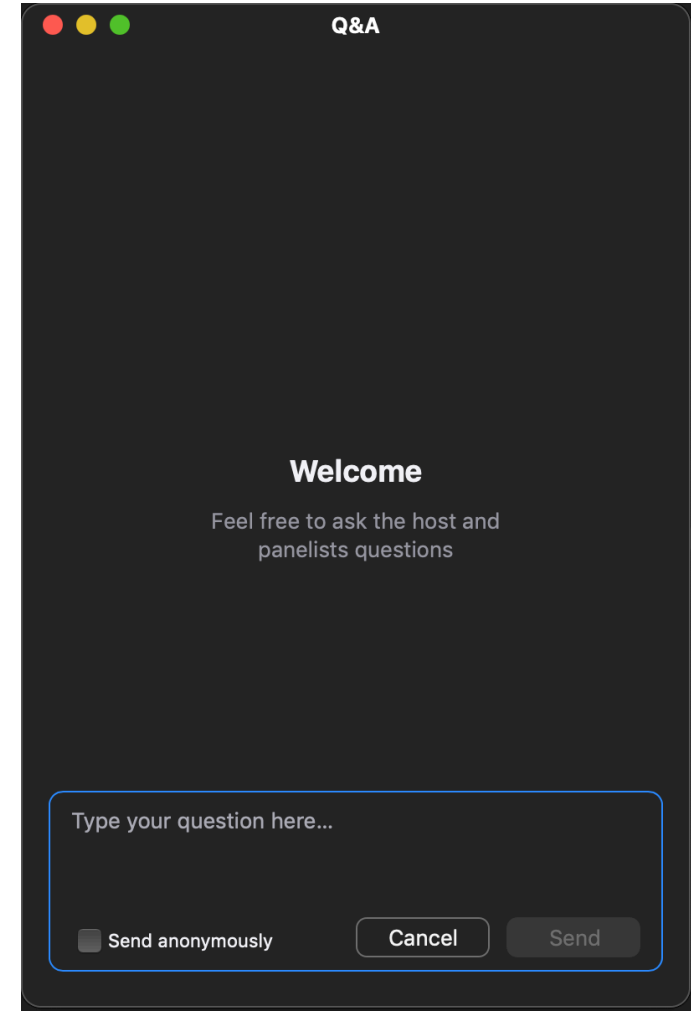 Q&A
Welcome
Feel free to ask the host and
panelists questions
Type your question here...
Send anonymously
Cancel
Send